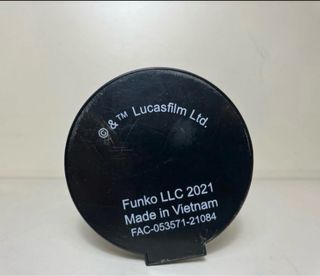 ©&™ Lucasfilm Ltd.
Funko LLC 2021
Made in Vietnam
FAC-053571-21084